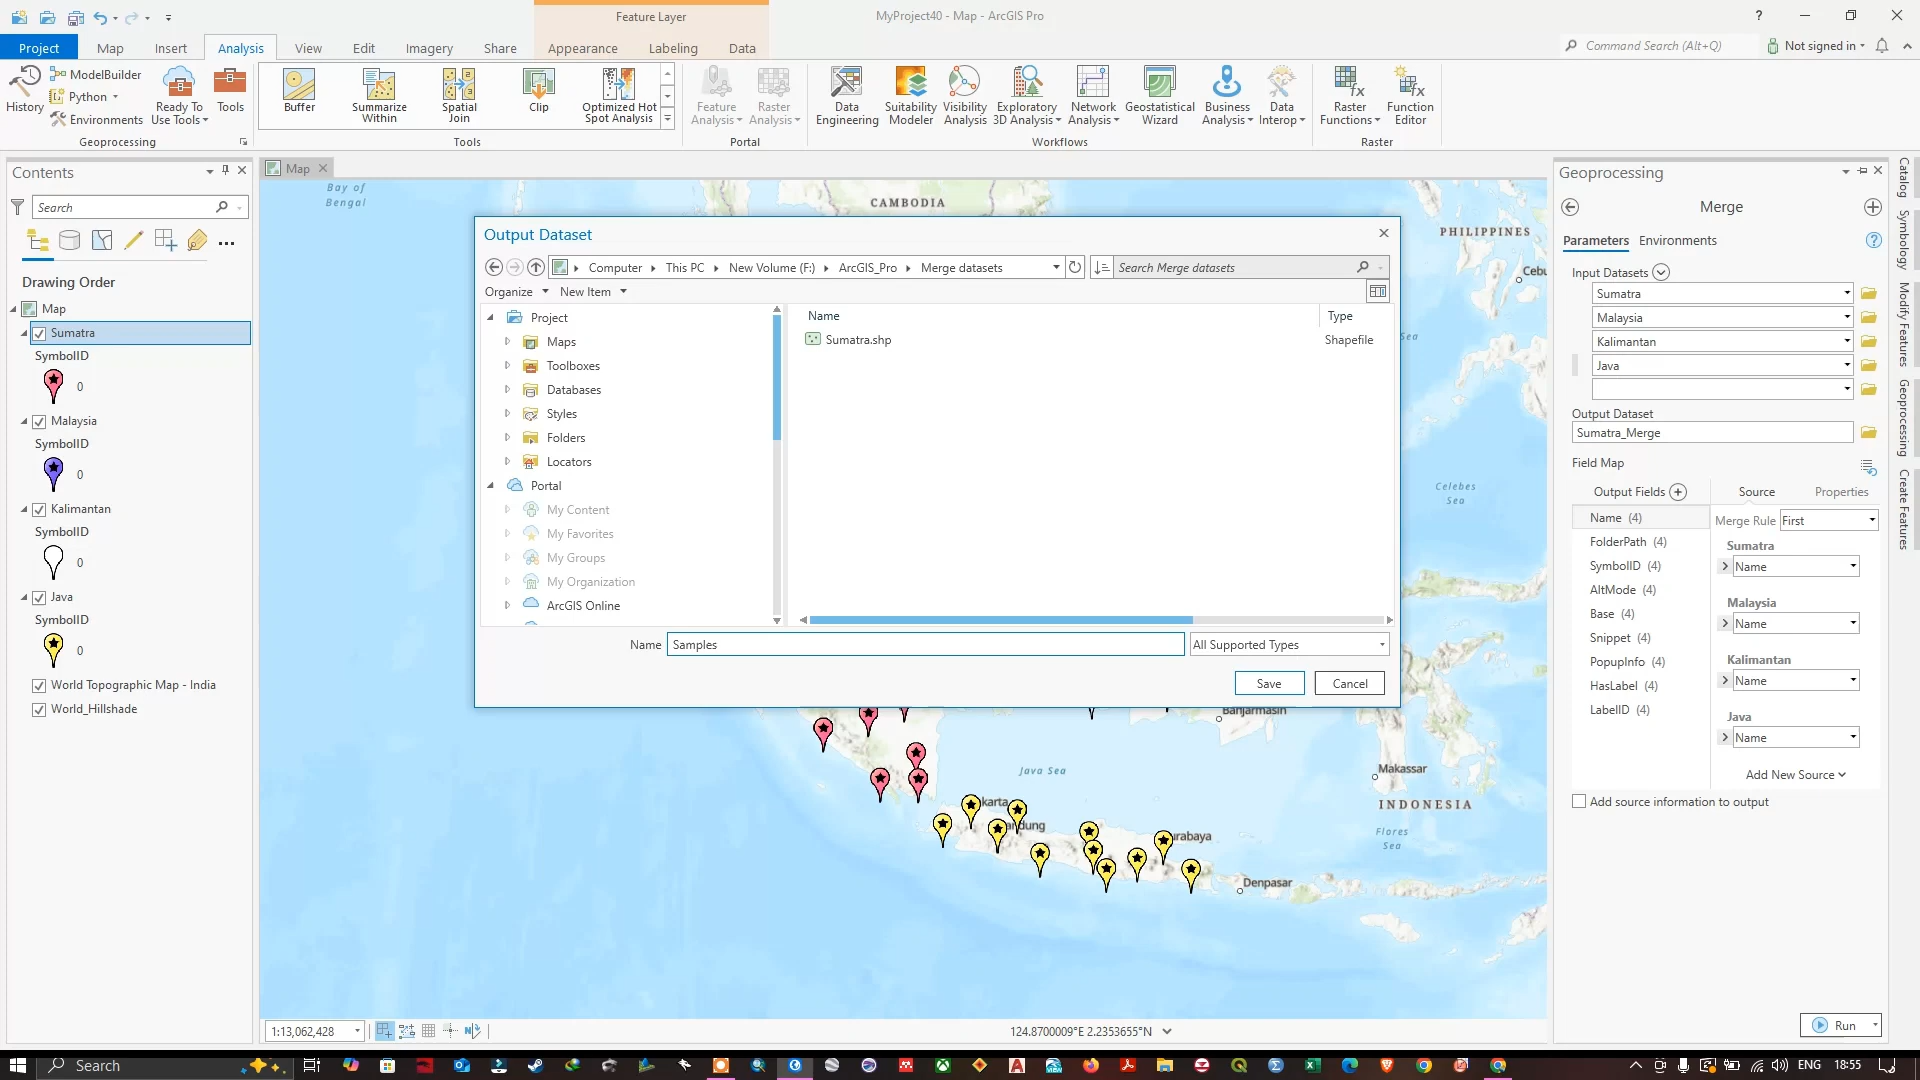 MyProject40 - Map - ArcGIS Pro
Feature Layer
Project
Map
Insert
Analysis
View
Edit
Imagery
Share
Appearance
Labeling
Data
Command Search (Alt+Q)
Not signed in
History
ModelBuilder
Python
Environments
Ready To
Use Tools
Tools
Geoprocessing
Buffer
Summarize
Within
Spatial
Join
Clip
Optimized Hot
Spot Analysis
Tools
Feature
Analysis
Raster
Analysis
Portal
Data
Engineering
Suitability
Modeler
Visibility
Analysis
Exploratory
3D Analysis
Network
Analysis
Geostatistical
Wizard
Business
Analysis
Data
Interop
Workflows
Raster
Functions
Function
Editor
Raster
Contents
Search
Drawing Order
Map
Sumatra
SymbolID
0
Malaysia
SymbolID
0
Kalimantan
SymbolID
0
Java
SymbolID
0
World Topographic Map - India
World_Hillshade
Map
Bay of
Bengal
CAMBODIA
PHILIPPINES
Cebu
Sea
Celebes
Sea
Banjarmasin
Java Sea
Makassar
INDONESIA
Flores
Sea
karta
andung
urabaya
Denpasar
Output Dataset
Computer
This PC
New Volume (F:)
ArcGIS_Pro
Merge datasets
Search Merge datasets
Organize
New Item
Project
Maps
Toolboxes
Databases
Styles
Folders
Locators
Portal
My Content
My Favorites
My Groups
My Organization
ArcGIS Online
Name
Type
Sumatra.shp
Shapefile
Name
Samples
All Supported Types
Save
Cancel
1:13,062,428
124.8700009°E 2.2353655°N
Geoprocessing
Merge
Parameters
Environments
Input Datasets
Sumatra
Malaysia
Kalimantan
Java
Output Dataset
Sumatra_Merge
Field Map
Output Fields
Source
Properties
Name (4)
FolderPath (4)
SymbolID (4)
AltMode (4)
Base (4)
Snippet (4)
PopupInfo (4)
HasLabel (4)
LabelID (4)
Merge Rule
First
Sumatra
Name
Malaysia
Name
Kalimantan
Name
Java
Name
Add New Source
Add source information to output
Run
Catalog
Symbology
Modify Features
Geoprocessing
Create Features
Search
ENG
18:55